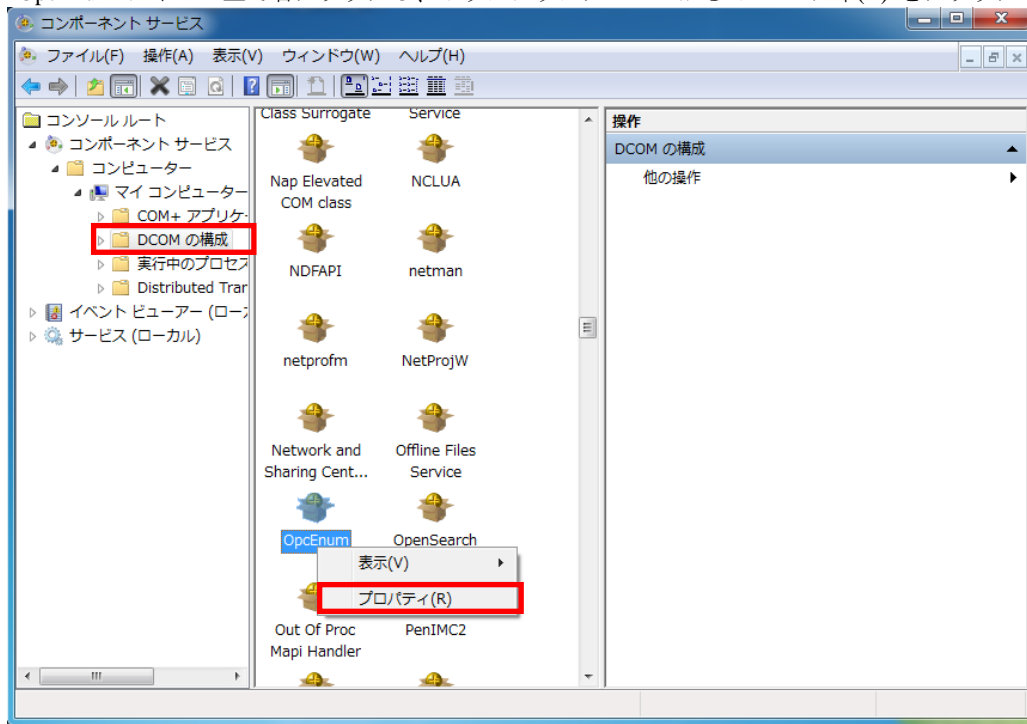 コンポーネント サービス
ファイル(F) 操作(A) 表示(V) ウィンドウ(W) ヘルプ(H)
コンソール ルート
コンポーネント サービス
コンピューター
マイ コンピューター
COM+ アプリケ
DCOM の構成
実行中のプロセス
Distributed Tran
イベント ビューアー (ローカ
サービス (ローカル)
Class Surrogate
Service
Nap Elevated
COM class
NCLUA
NDFAPI
netman
netprofm
NetProjW
Network and
Sharing Cent...
Offline Files
Service
OpcEnum
OpenSearch
表示(V)
プロパティ(R)
Out Of Proc
Mapi Handler
PenIMC2
操作
DCOM の構成
他の操作